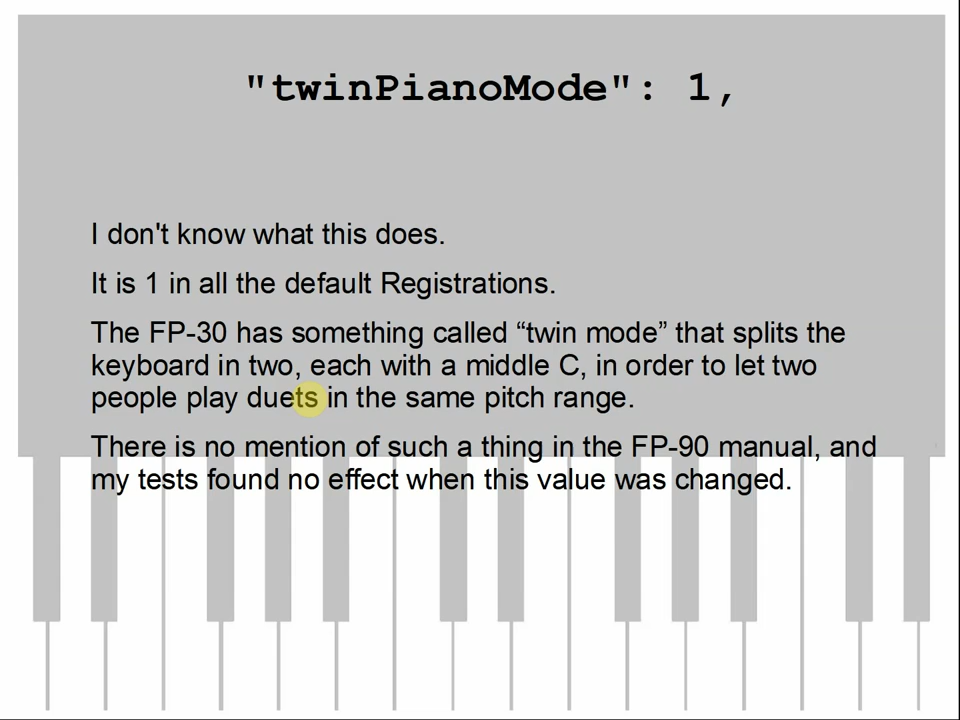 "twinPianoMode": 1,
I don't know what this does.
It is 1 in all the default Registrations.
The FP-30 has something called “twin mode” that splits the
keyboard in two, each with a middle C, in order to let two
people play duets in the same pitch range.
There is no mention of such a thing in the FP-90 manual, and
my tests found no effect when this value was changed.